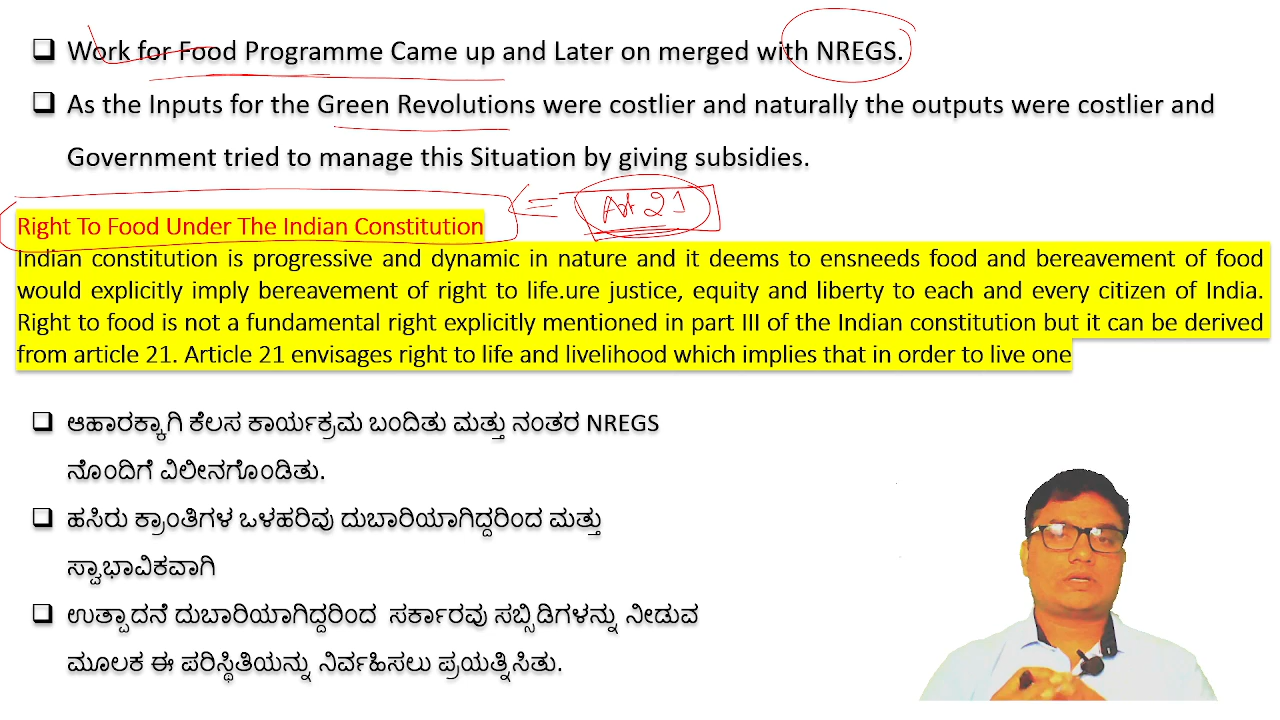 ❑ Work for Food Programme Came up and Later on merged with NREGS.
❑ As the Inputs for the Green Revolutions were costlier and naturally the outputs were costlier and
Government tried to manage this Situation by giving subsidies.
Art 21
Right To Food Under The Indian Constitution
Indian constitution is progressive and dynamic in nature and it deems to ensneeds food and bereavement of food
would explicitly imply bereavement of right to life.ure justice, equity and liberty to each and every citizen of India.
Right to food is not a fundamental right explicitly mentioned in part III of the Indian constitution but it can be derived
from article 21. Article 21 envisages right to life and livelihood which implies that in order to live one
❑ ಆಹಾರಕ್ಕಾಗಿ ಕೆಲಸ ಕಾರ್ಯಕ್ರಮ ಬಂದಿತು ಮತ್ತು ನಂತರ NREGS
ನೊಂದಿಗೆ ವಿಲೀನಗೊಂಡಿತು.
❑ ಹಸಿರು ಕ್ರಾಂತಿಗಳ ಒಳಹರಿವು ದುಬಾರಿಯಾಗಿದ್ದರಿಂದ ಮತ್ತು
ಸ್ವಾಭಾವಿಕವಾಗಿ
❑ ಉತ್ಪಾದನೆ ದುಬಾರಿಯಾಗಿದ್ದರಿಂದ ಸರ್ಕಾರವು ಸಬ್ಸಿಡಿಗಳನ್ನು ನೀಡುವ
ಮೂಲಕ ಈ ಪರಿಸ್ಥಿತಿಯನ್ನು ನಿರ್ವಹಿಸಲು ಪ್ರಯತ್ನಿಸಿತು.